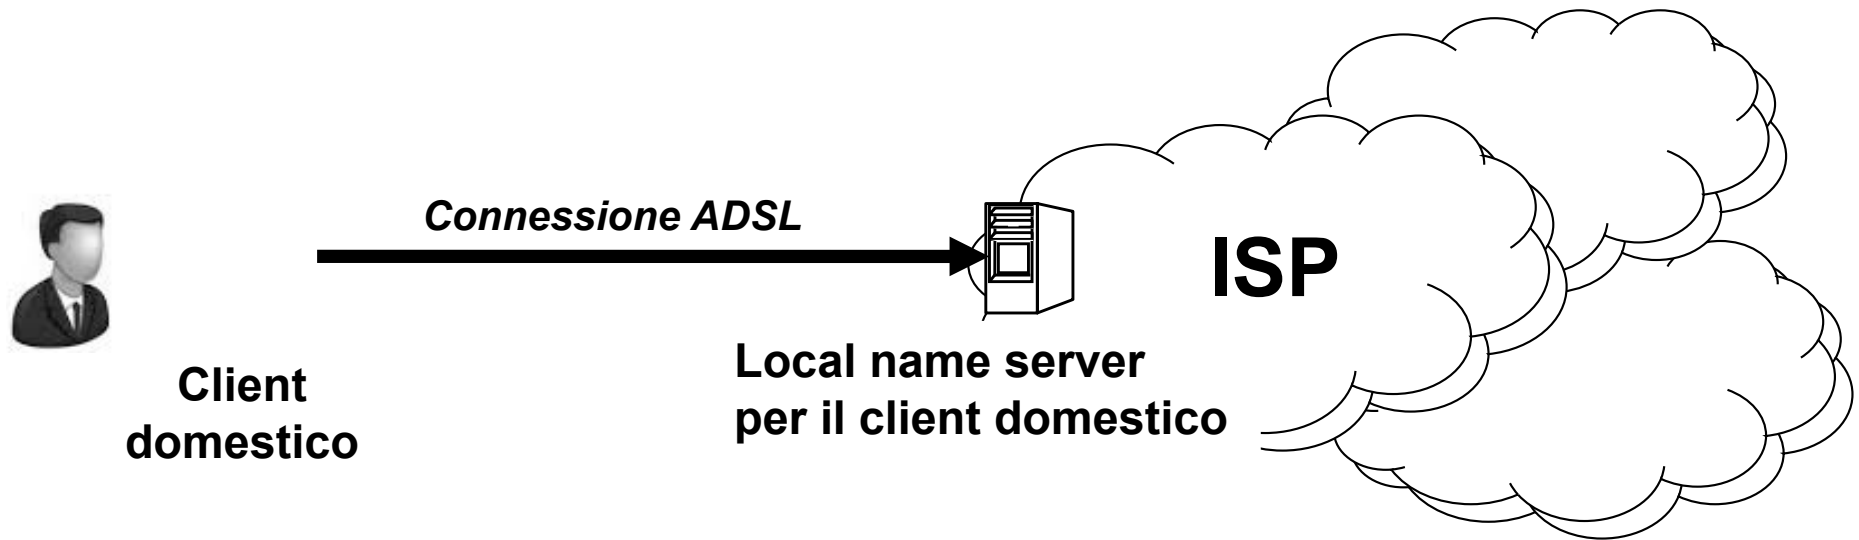 Connessione ADSL
ISP
Local name server
per il client domestico
Client
domestico